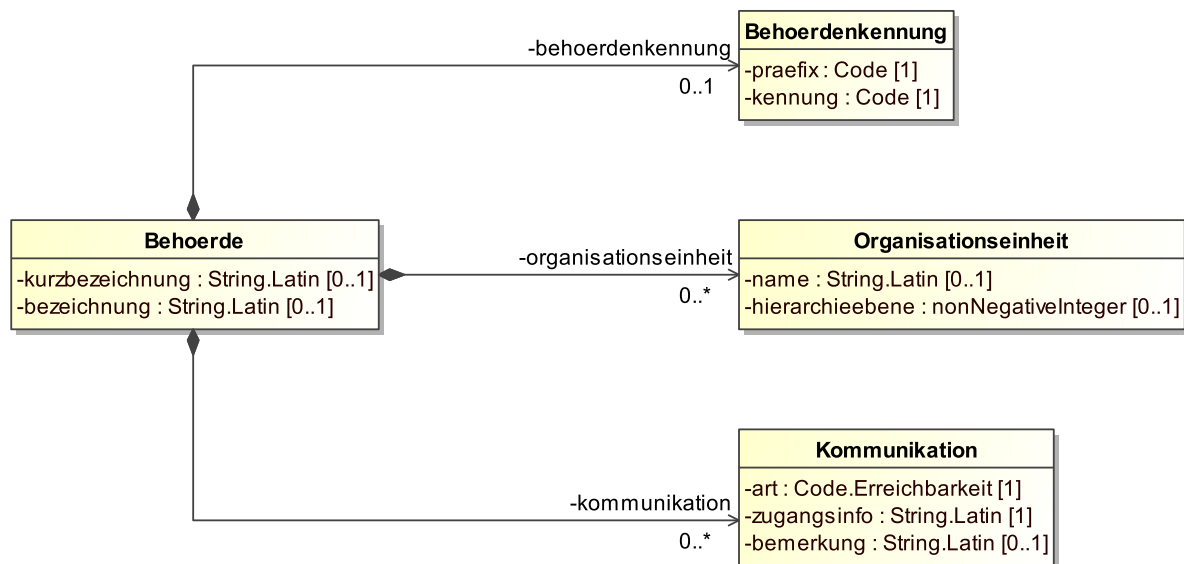 Behoerdenkennung
-praefix : Code [1]
-kennung : Code [1]
-behoerdenkennung
0..1
Behoerde
-kurzbezeichnung : String.Latin [0..1]
-bezeichnung : String.Latin [0..1]
-organisationseinheit
0..*
Organisationseinheit
-name : String.Latin [0..1]
-hierarchieebene : nonNegativeInteger [0..1]
-kommunikation
0..*
Kommunikation
-art : Code.Erreichbarkeit [1]
-zugangsinfo : String.Latin [1]
-bemerkung : String.Latin [0..1]